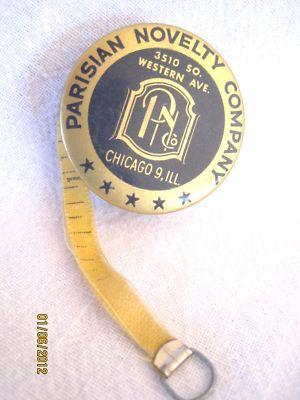 PARISIAN NOVELTY COMPANY
3510 SO.
WESTERN AVE.
PN
Co
CHICAGO 9, ILL.
01/06/2012